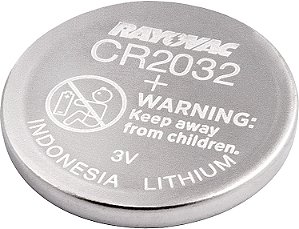 RAYOVAC
CR2032
+
WARNING:
Keep away
from children.
3V
INDONESIA LITHIUM